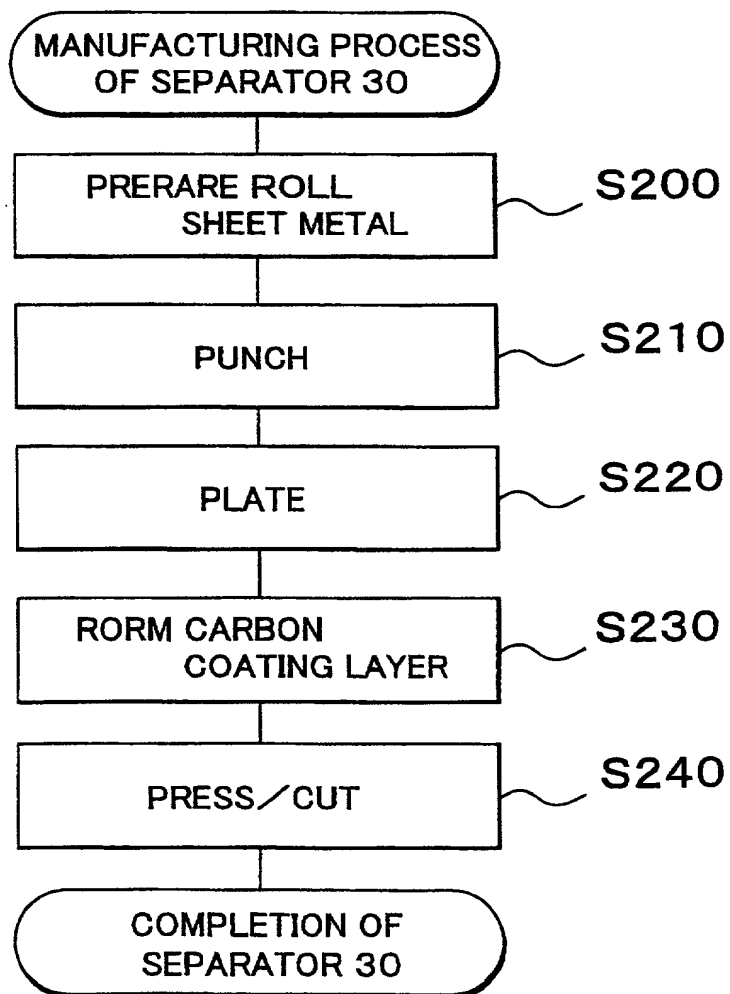 MANUFACTURING PROCESS
OF SEPARATOR 30
PRERARE ROLL
SHEET METAL
S200
PUNCH
S210
PLATE
S220
RORM CARBON
COATING LAYER
S230
PRESS／CUT
S240
COMPLETION OF
SEPARATOR 30